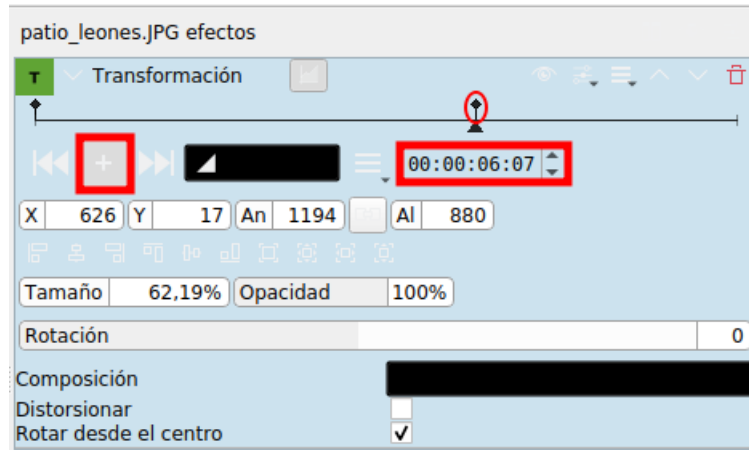 patio_leones.JPG efectos
T Transformación
00:00:06:07
X 626 Y 17 An 1194 Al 880
Tamaño 62,19% Opacidad 100%
Rotación 0
Composición
Distorsionar
Rotar desde el centro